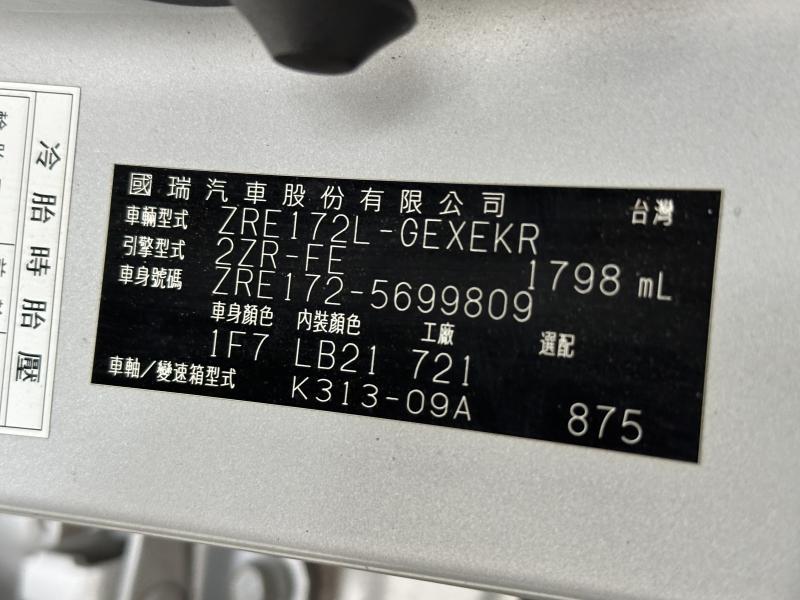 國瑞汽車股份有限公司 台灣
車輛型式 ZRE172L-GEXEKR
引擎型式 2ZR-FE 1798 mL
車身號碼 ZRE172-5699809
車身顏色 內裝顏色 工廠 選配
1F7 LB21 721
車軸/變速箱型式 K313-09A 875
冷胎時胎壓